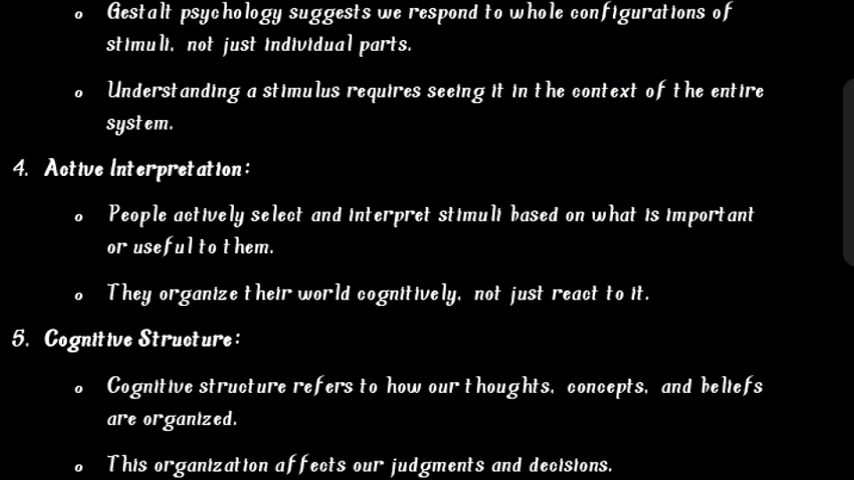 o Gestalt psychology suggests we respond to whole configurations of
stimuli, not just individual parts.
o Understanding a stimulus requires seeing it in the context of the entire
system.
4. Active Interpretation:
o People actively select and interpret stimuli based on what is important
or useful to them.
o They organize their world cognitively, not just react to it.
5. Cognitive Structure:
o Cognitive structure refers to how our thoughts, concepts, and beliefs
are organized.
o This organization affects our judgments and decisions.